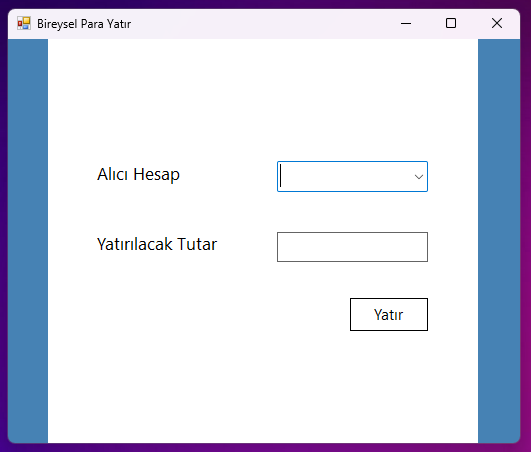 Bireysel Para Yatır
Alıcı Hesap
Yatırılacak Tutar
Yatır